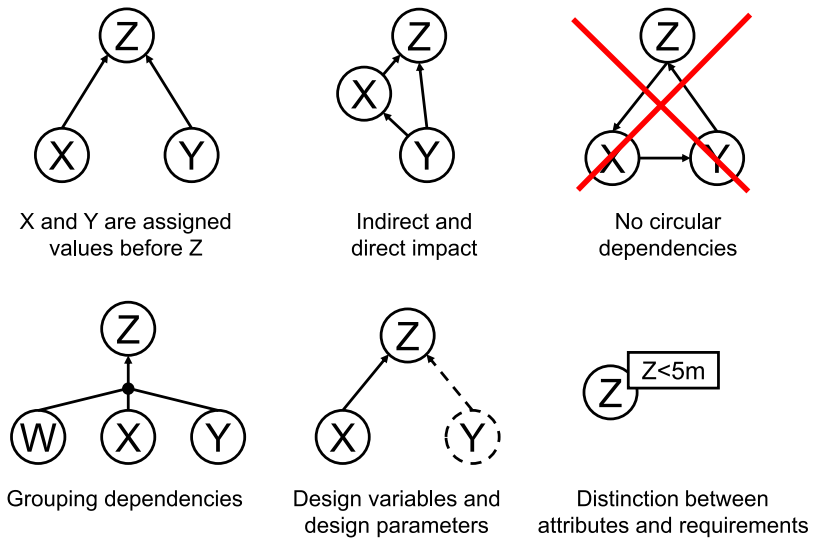 Z
X
Y
X and Y are assigned
values before Z
Z
X
Y
Indirect and
direct impact
Z
X
Y
No circular
dependencies
Z
W
X
Y
Grouping dependencies
Z
X
Y
Design variables and
design parameters
Z
Z<5m
Distinction between
attributes and requirements